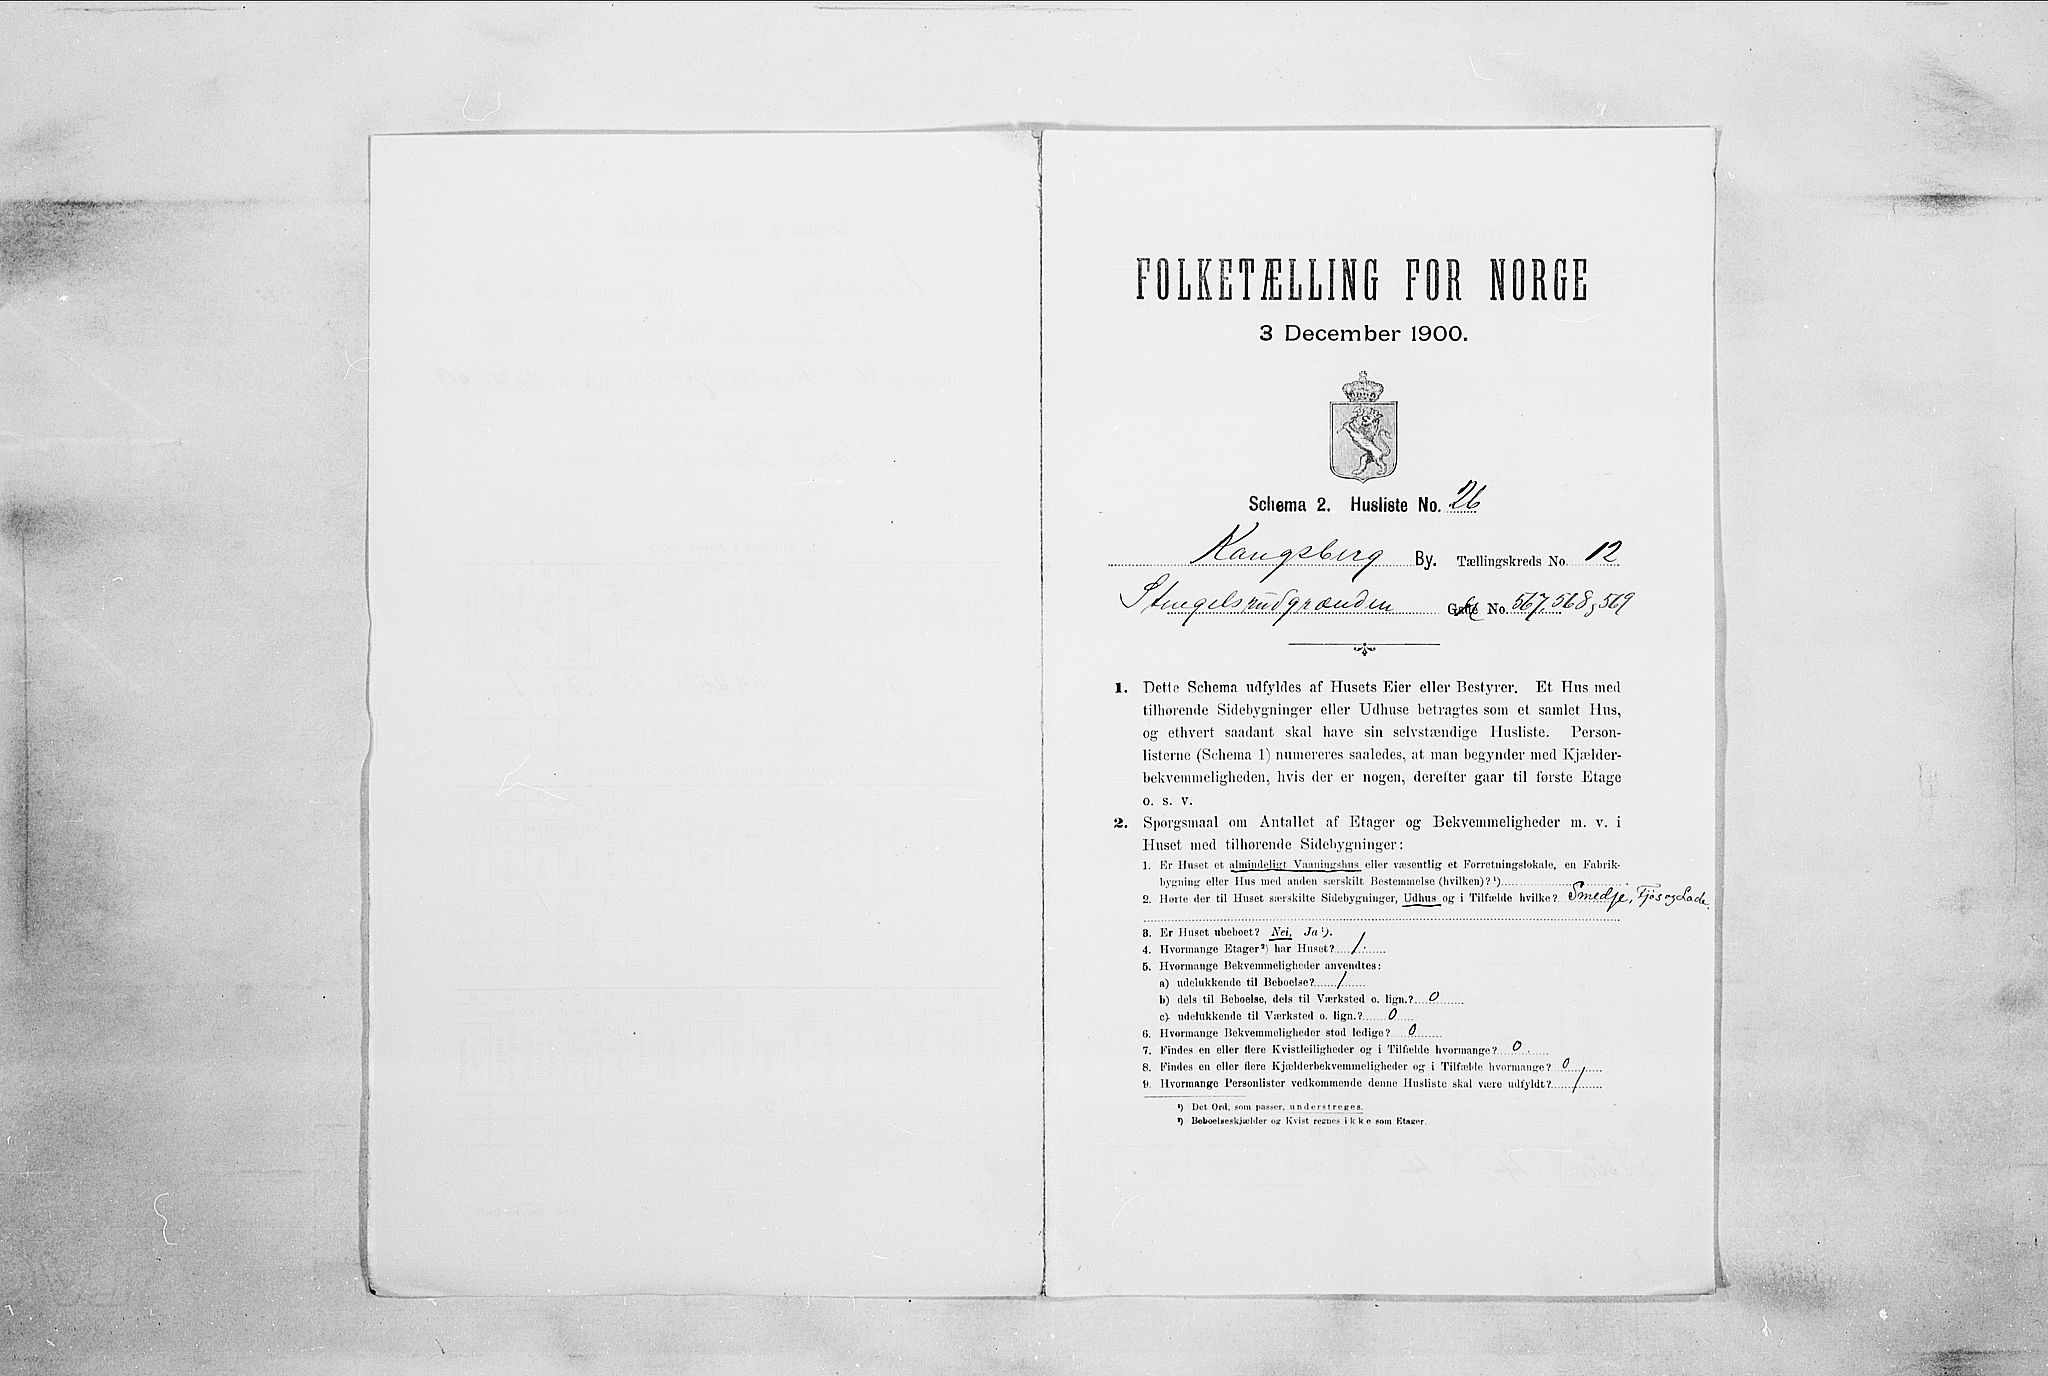 FOLKETÆLLING FOR NORGE
3 December 1900.
Schema 2. Husliste No. 26
Kongsberg By. Tællingskreds No. 12
Stengelsrudgrænden Gade No. 567, 568, 569
1. Dette Schema udfyldes af Husets Eier eller Bestyrer. Et Hus med
tilhørende Sidebygninger eller Udhuse betragtes som et samlet Hus,
og ethvert saadant skal have sin selvstændige Husliste. Person-
listerne (Schema 1) numereres saaledes, at man begynder med Kjælder-
bekvemmeligheden, hvis der er nogen, derefter gaar til første Etage
o. s. v.
2. Spørgsmaal om Antallet af Etager og Bekvemmeligheder m. v. i
Huset med tilhørende Sidebygninger:
1. Er Huset et almindeligt Vaaningshus eller væsentlig et Forretningslokale, en Fabrik-
bygning eller Hus med anden særskilt Bestemmelse (hvilken)? ¹)
2. Hørte der til Huset særskilte Sidebygninger, Udhus og i Tilfælde hvilke? Smedje, Fjøs og Lade.
3. Er Huset ubeboet? Nei, Ja ¹).
4. Hvormange Etager ²) har Huset? 1.
5. Hvormange Bekvemmeligheder anvendtes:
a) udelukkende til Beboelse? 1
b) dels til Beboelse, dels til Værksted o. lign.? 0
c) udelukkende til Værksted o. lign.? 0
6. Hvormange Bekvemmeligheder stod ledige? 0
7. Findes en eller flere Kvistleiligheder og i Tilfælde hvormange? 0.
8. Findes en eller flere Kjælderbekvemmeligheder og i Tilfælde hvormange? 0
9. Hvormange Personlister vedkommende denne Husliste skal være udfyldt? 1
¹) Det Ord, som passer, understreges.
²) Beboelseskjælder og Kvist regnes ikke som Etager.